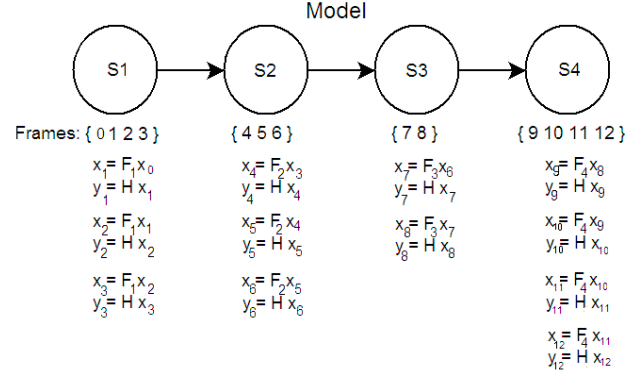 Model
S1 S2 S3 S4
Frames: { 0 1 2 3 } { 4 5 6 } { 7 8 } { 9 10 11 12 }
x₁= F₁x₀ x₄= F₂x₃ x₇= F₃x₆ x₉= F₄x₈
y₁= H x₁ y₄= H x₄ y₇= H x₇ y₉= H x₉
x₂= F₁x₁ x₅= F₂x₄ x₈= F₃x₇ x₁₀= F₄x₉
y₂= H x₂ y₅= H x₅ y₈= H x₈ y₁₀= H x₁₀
x₃= F₁x₂ x₆= F₂x₅ x₁₁= F₄x₁₀
y₃= H x₃ y₆= H x₆ y₁₁= H x₁₁
x₁₂= F₄x₁₁
y₁₂= H x₁₂